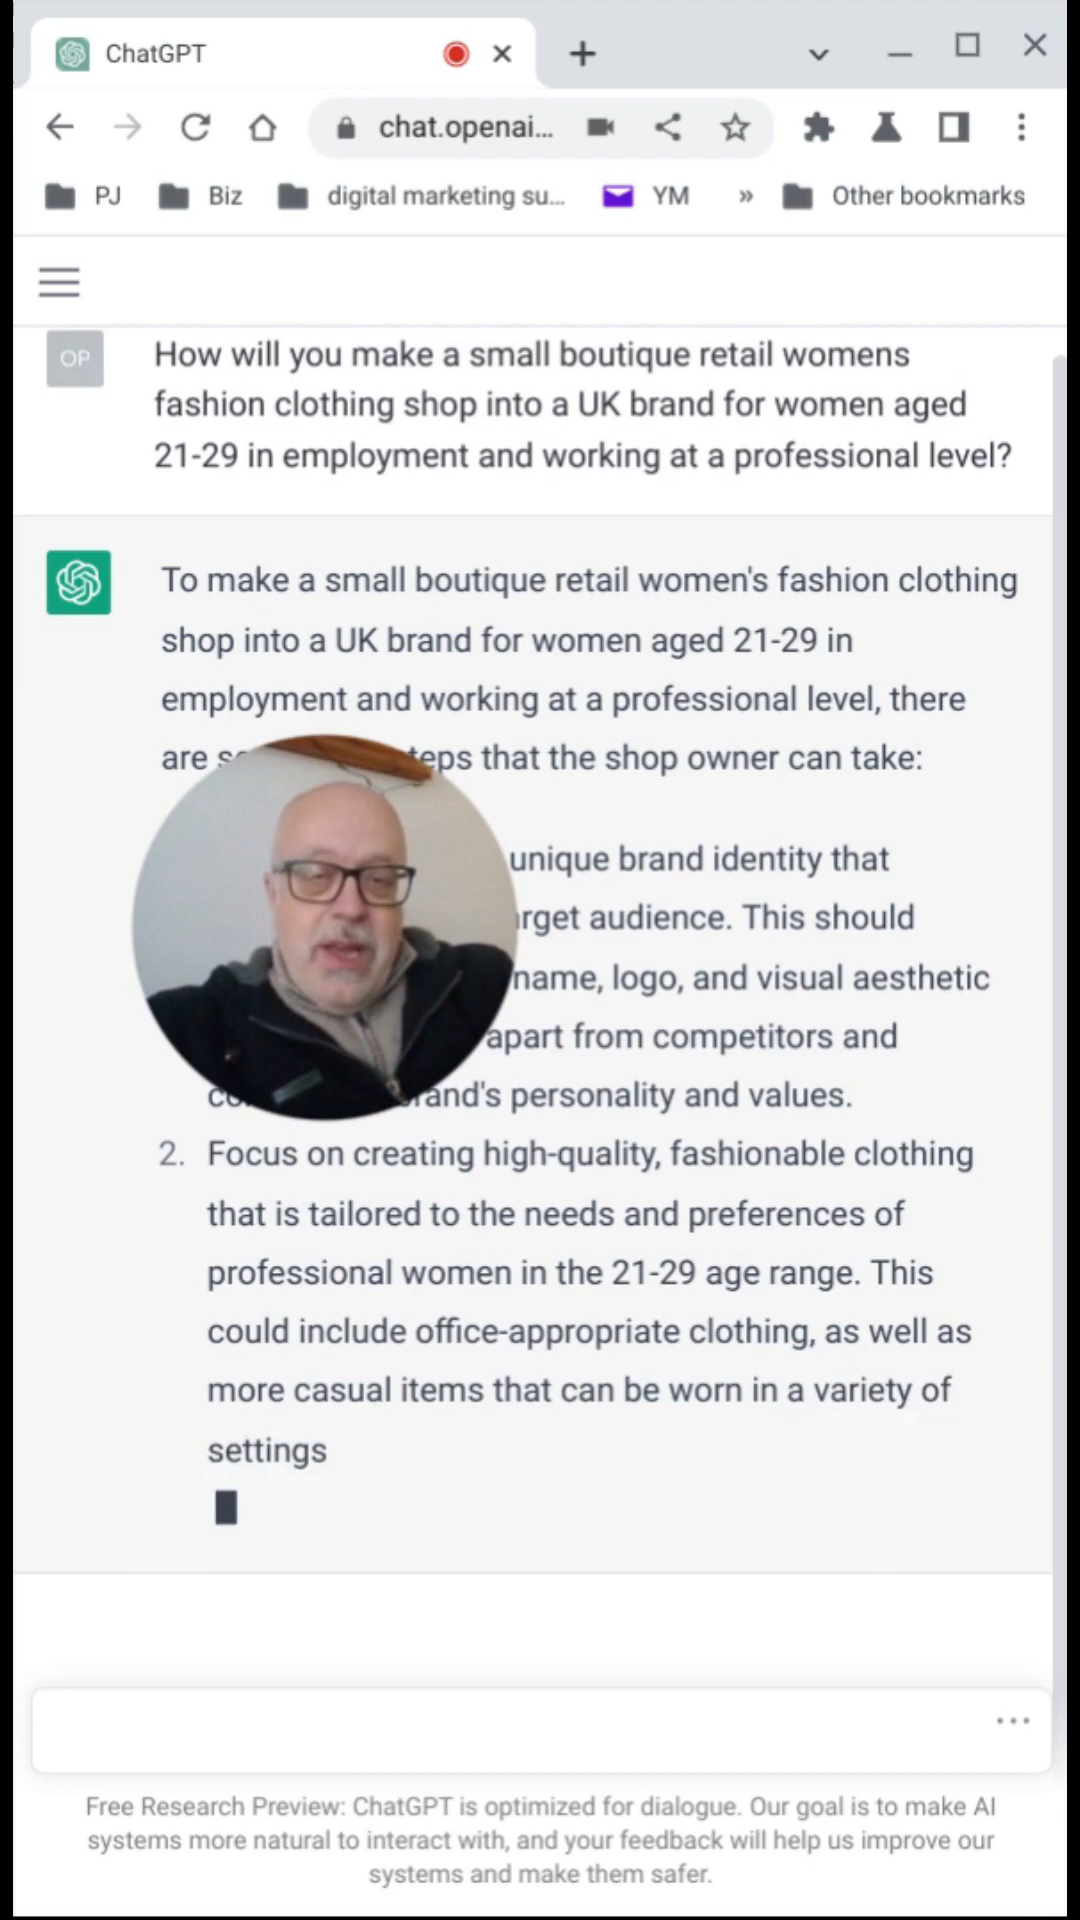 ChatGPT
chat.openai...
PJ Biz digital marketing su... YM » Other bookmarks
OP
How will you make a small boutique retail womens
fashion clothing shop into a UK brand for women aged
21-29 in employment and working at a professional level?
To make a small boutique retail women's fashion clothing
shop into a UK brand for women aged 21-29 in
employment and working at a professional level, there
are that the shop owner can take:
unique brand identity that
audience. This should
name, logo, and visual aesthetic
apart from competitors and
personality and values.
2. Focus on creating high-quality, fashionable clothing
that is tailored to the needs and preferences of
professional women in the 21-29 age range. This
could include office-appropriate clothing, as well as
more casual items that can be worn in a variety of
settings
...
Free Research Preview: ChatGPT is optimized for dialogue. Our goal is to make AI
systems more natural to interact with, and your feedback will help us improve our
systems and make them safer.